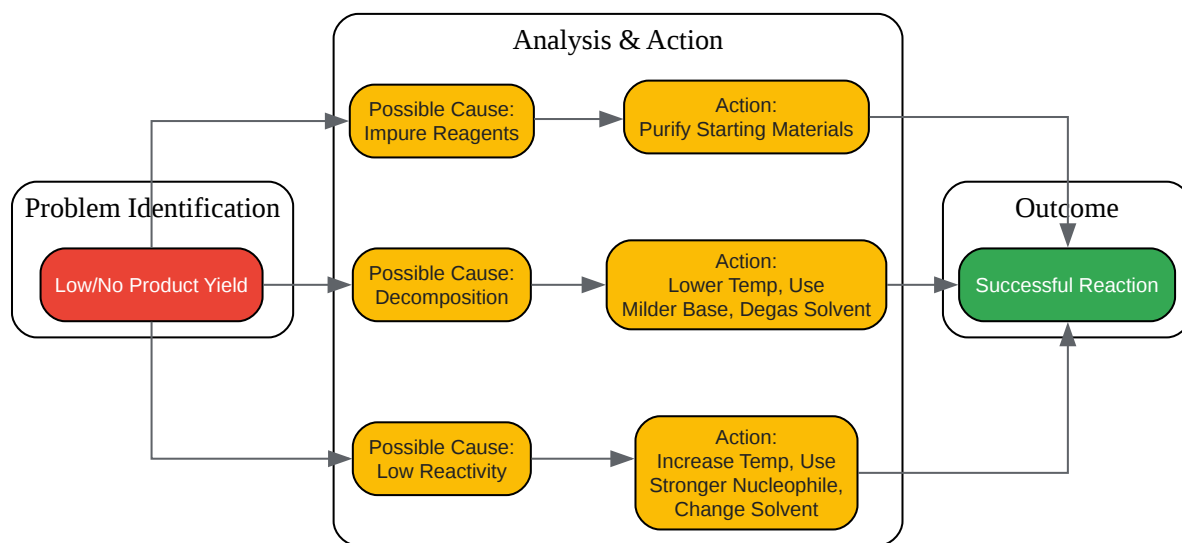 Analysis & Action
Possible Cause:
Impure Reagents
Action:
Purify Starting Materials
Problem Identification
Low/No Product Yield
Possible Cause:
Decomposition
Action:
Lower Temp, Use
Milder Base, Degas Solvent
Outcome
Successful Reaction
Possible Cause:
Low Reactivity
Action:
Increase Temp, Use
Stronger Nucleophile,
Change Solvent